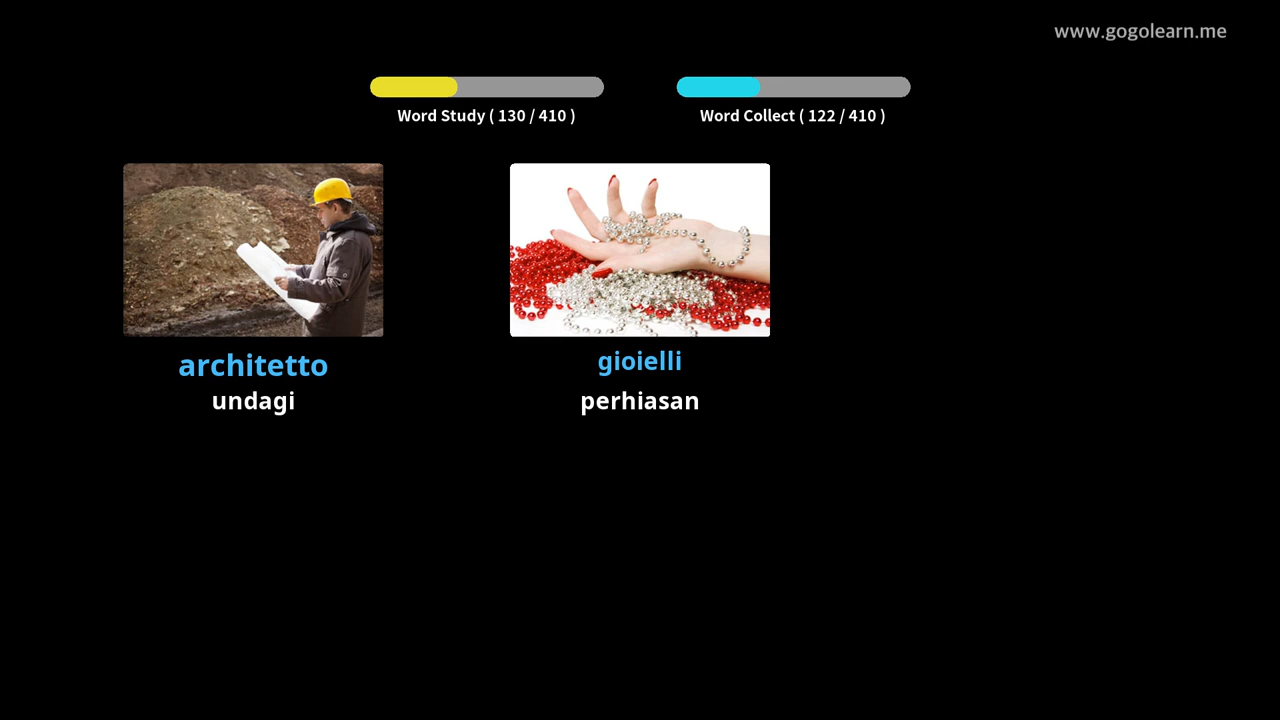 www.gogolearn.me
Word Study ( 130 / 410 )
Word Collect ( 122 / 410 )
architetto
undagi
gioielli
perhiasan